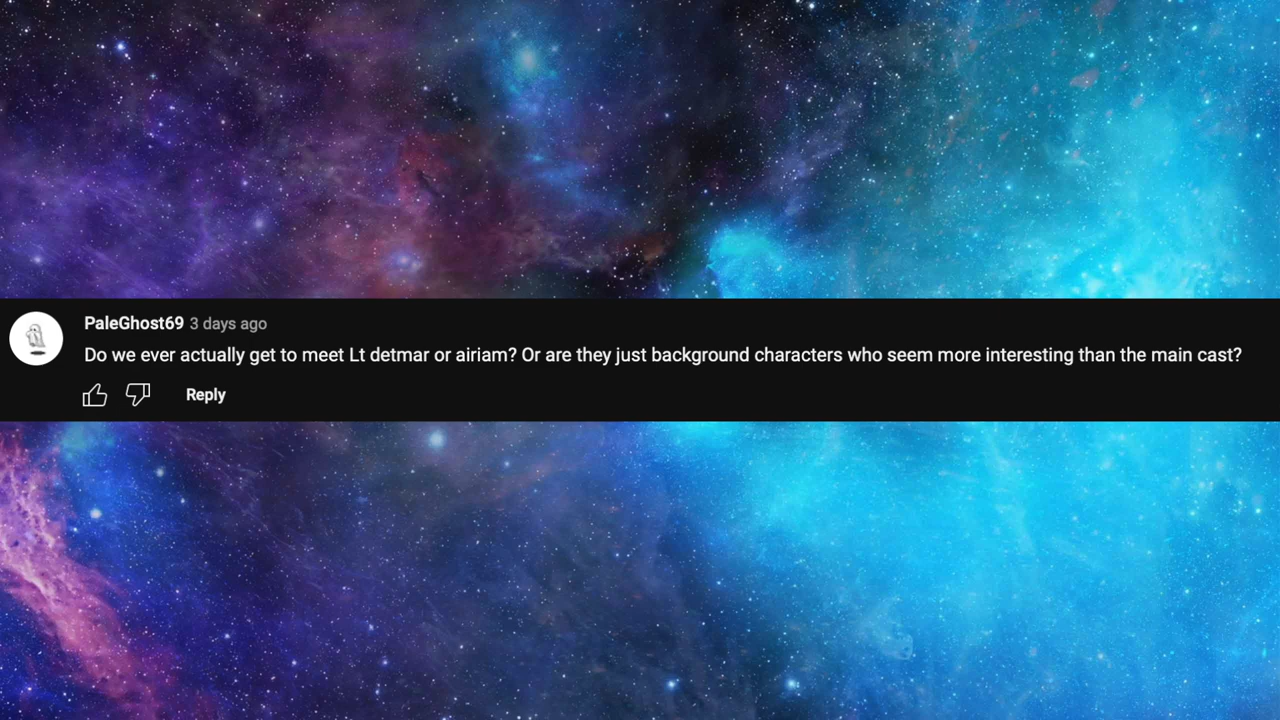 PaleGhost69 3 days ago
Do we ever actually get to meet Lt detmar or airiam? Or are they just background characters who seem more interesting than the main cast?
Reply